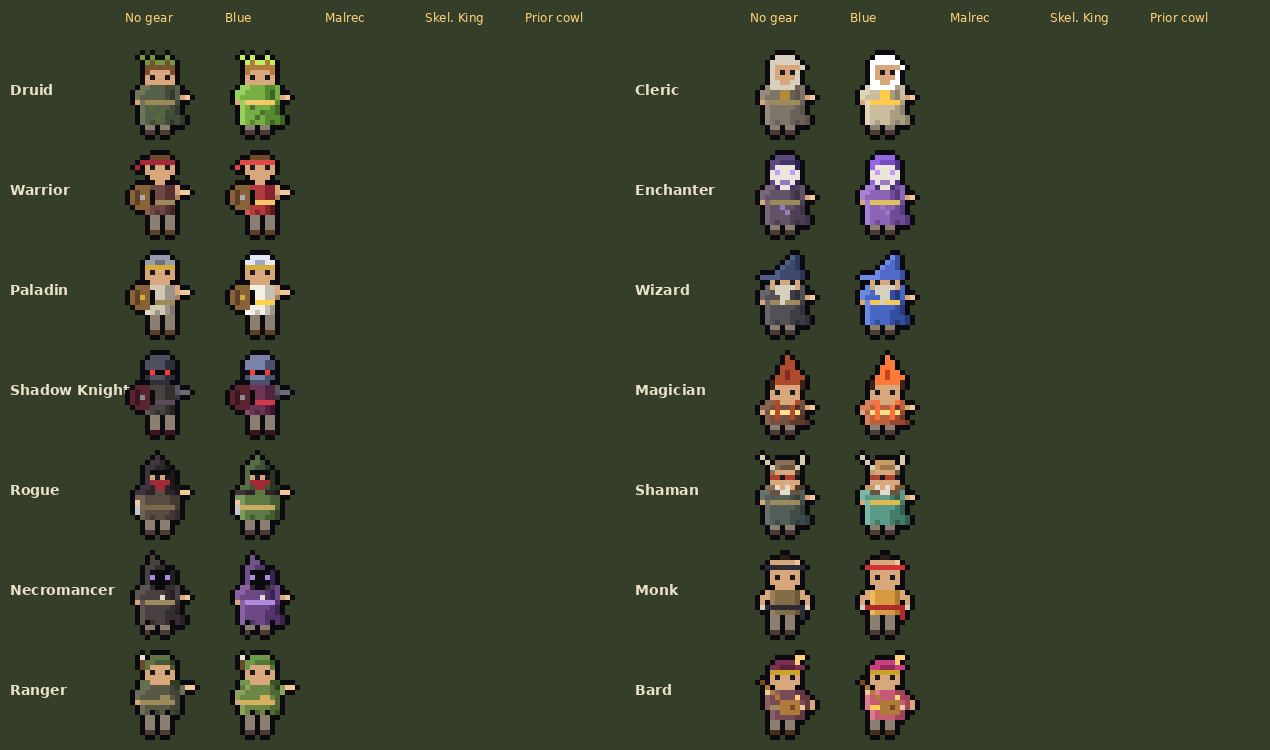 No gear Blue Malrec Skel. King Prior cowl No gear Blue Malrec Skel. King Prior cowl
Druid Cleric
Warrior Enchanter
Paladin Wizard
Shadow Knight Magician
Rogue Shaman
Necromancer Monk
Ranger Bard